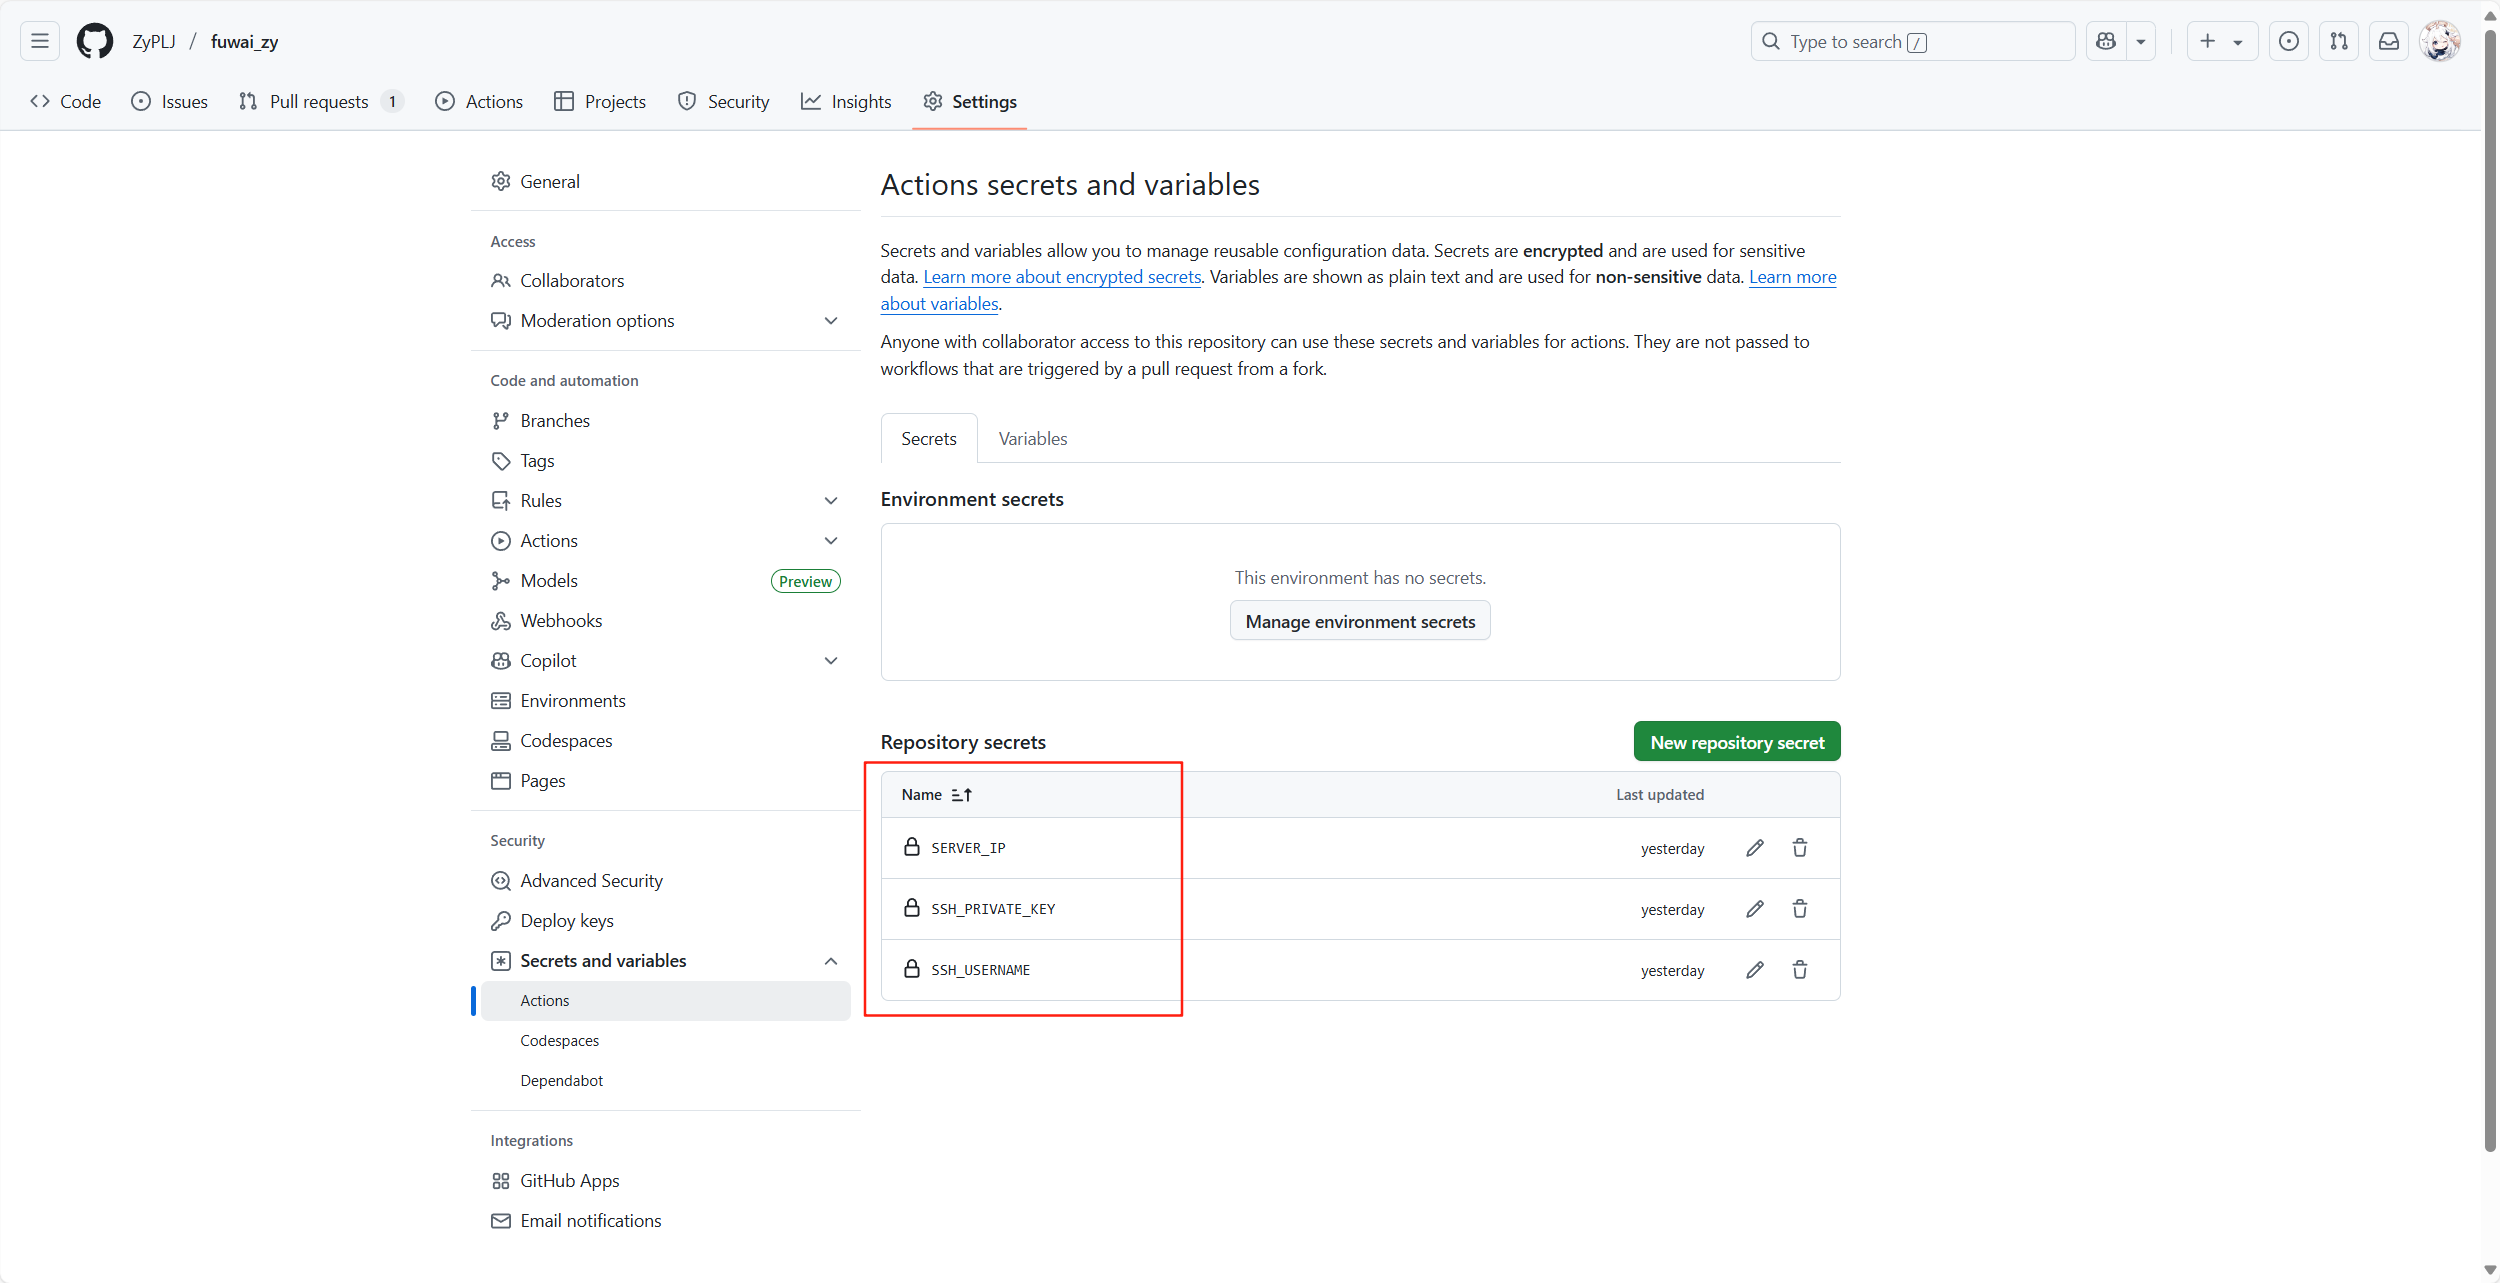 ZyPLJ / fuwai_zy
Type to search /
Code
Issues
Pull requests 1
Actions
Projects
Security
Insights
Settings
General
Access
Collaborators
Moderation options
Code and automation
Branches
Tags
Rules
Actions
Models Preview
Webhooks
Copilot
Environments
Codespaces
Pages
Security
Advanced Security
Deploy keys
Secrets and variables
Actions
Codespaces
Dependabot
Integrations
GitHub Apps
Email notifications
Actions secrets and variables
Secrets and variables allow you to manage reusable configuration data. Secrets are encrypted and are used for sensitive
data. Learn more about encrypted secrets. Variables are shown as plain text and are used for non-sensitive data. Learn more
about variables.
Anyone with collaborator access to this repository can use these secrets and variables for actions. They are not passed to
workflows that are triggered by a pull request from a fork.
Secrets
Variables
Environment secrets
This environment has no secrets.
Manage environment secrets
Repository secrets
New repository secret
Name Last updated
SERVER_IP yesterday
SSH_PRIVATE_KEY yesterday
SSH_USERNAME yesterday